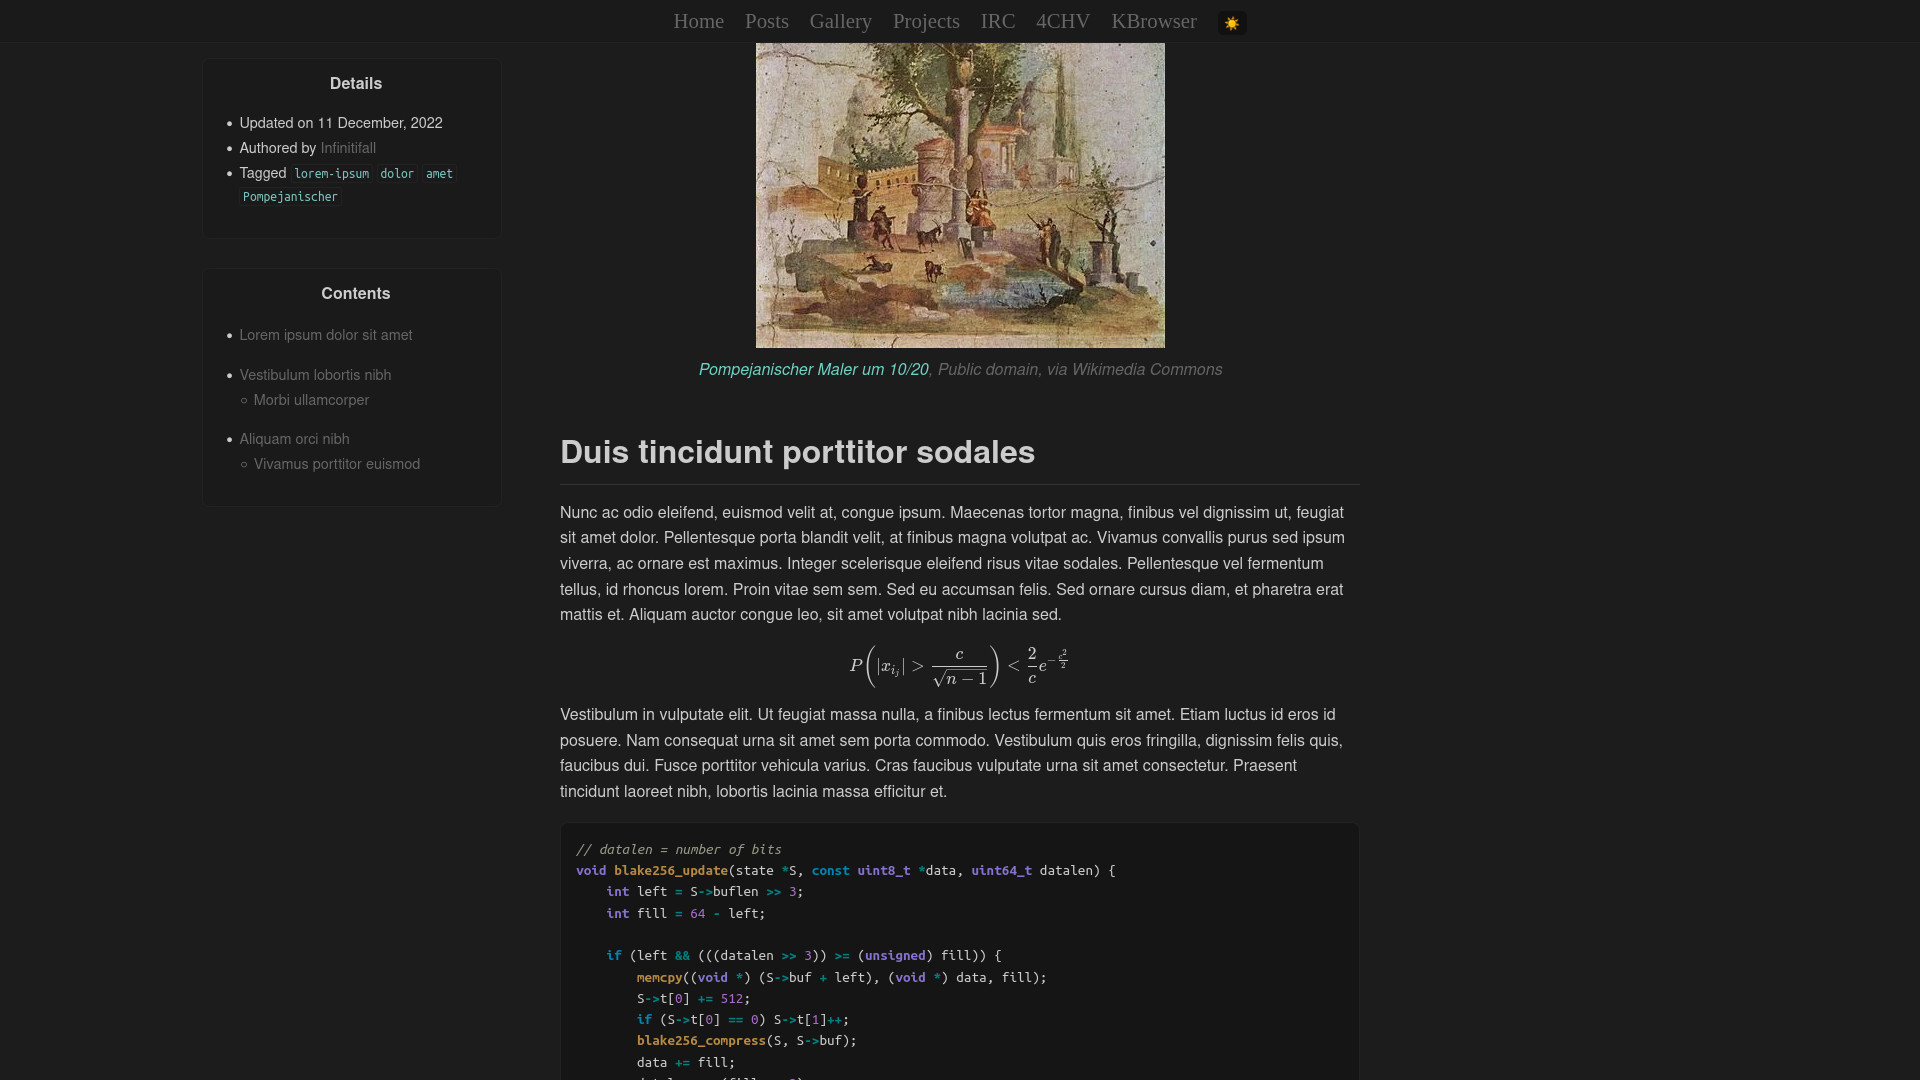 Home Posts Gallery Projects IRC 4CHV KBrowser
Details
• Updated on 11 December, 2022
• Authored by Infinitifall
• Tagged lorem-ipsum dolor amet
Pompejanischer
Contents
• Lorem ipsum dolor sit amet
• Vestibulum lobortis nibh
◦ Morbi ullamcorper
• Aliquam orci nibh
◦ Vivamus porttitor euismod
Pompejanischer Maler um 10/20, Public domain, via Wikimedia Commons
Duis tincidunt porttitor sodales
Nunc ac odio eleifend, euismod velit at, congue ipsum. Maecenas tortor magna, finibus vel dignissim ut, feugiat
sit amet dolor. Pellentesque porta blandit velit, at finibus magna volutpat ac. Vivamus convallis purus sed ipsum
viverra, ac ornare est maximus. Integer scelerisque eleifend risus vitae sodales. Pellentesque vel fermentum
tellus, id rhoncus lorem. Proin vitae sem sem. Sed eu accumsan felis. Sed ornare cursus diam, et pharetra erat
mattis et. Aliquam auctor congue leo, sit amet volutpat nibh lacinia sed.
P(|x_{i_j}| > c/√(n − 1)) < 2/c e^{−c²/2}
Vestibulum in vulputate elit. Ut feugiat massa nulla, a finibus lectus fermentum sit amet. Etiam luctus id eros id
posuere. Nam consequat urna sit amet sem porta commodo. Vestibulum quis eros fringilla, dignissim felis quis,
faucibus dui. Fusce porttitor vehicula varius. Cras faucibus vulputate urna sit amet consectetur. Praesent
tincidunt laoreet nibh, lobortis lacinia massa efficitur et.
// datalen = number of bits
void blake256_update(state *S, const uint8_t *data, uint64_t datalen) {
    int left = S->buflen >> 3;
    int fill = 64 - left;
    if (left && (((datalen >> 3)) >= (unsigned) fill)) {
        memcpy((void *) (S->buf + left), (void *) data, fill);
        S->t[0] += 512;
        if (S->t[0] == 0) S->t[1]++;
        blake256_compress(S, S->buf);
        data += fill;